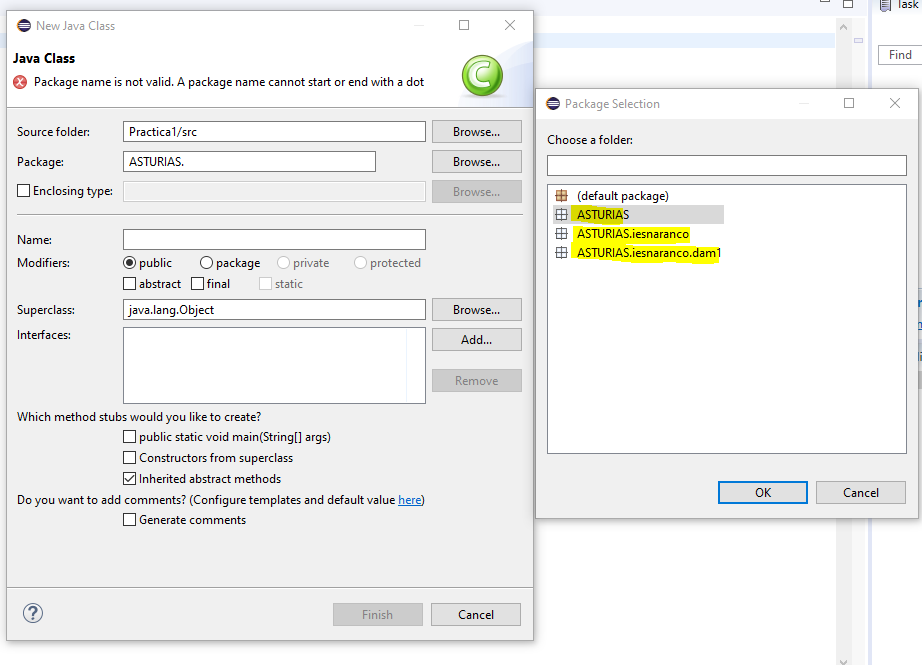 New Java Class
Java Class
Package name is not valid. A package name cannot start or end with a dot
Source folder: Practica1/src Browse...
Package: ASTURIAS. Browse...
Enclosing type: Browse...
Name:
Modifiers: public package private protected
abstract final static
Superclass: java.lang.Object Browse...
Interfaces: Add...
Remove
Which method stubs would you like to create?
public static void main(String[] args)
Constructors from superclass
Inherited abstract methods
Do you want to add comments? (Configure templates and default value here)
Generate comments
? Finish Cancel
Task
Find
Package Selection
Choose a folder:
(default package)
ASTURIAS
ASTURIAS.iesnaranco
ASTURIAS.iesnaranco.dam1
OK Cancel